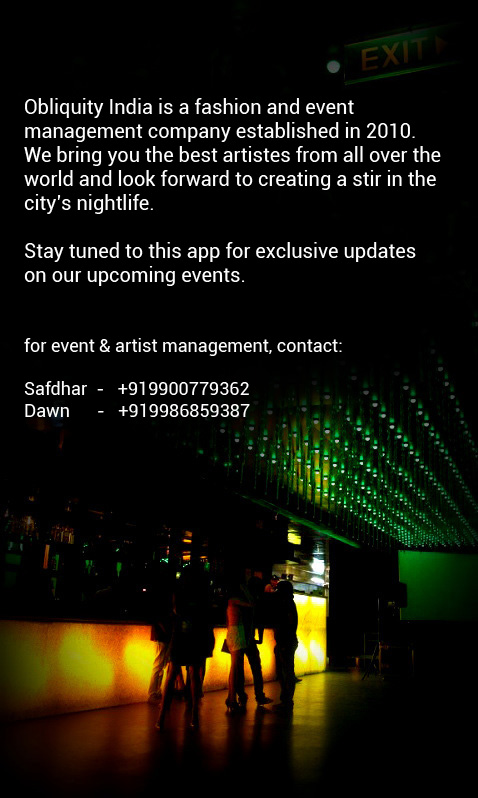 EXIT
Obliquity India is a fashion and event
management company established in 2010.
We bring you the best artistes from all over the
world and look forward to creating a stir in the
city's nightlife.
Stay tuned to this app for exclusive updates
on our upcoming events.
for event & artist management, contact:
Safdhar - +919900779362
Dawn - +919986859387